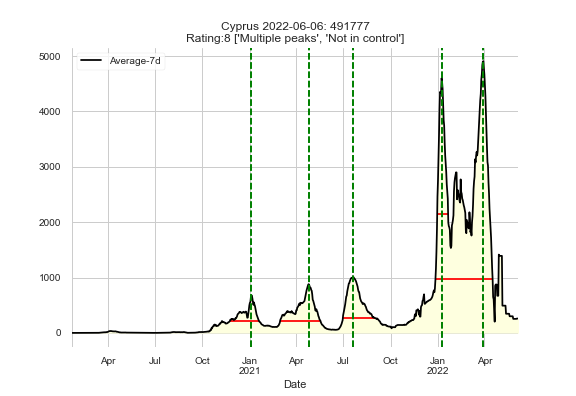 Cyprus 2022-06-06: 491777
Rating:8 ['Multiple peaks', 'Not in control']
Average-7d
5000
4000
3000
2000
1000
0
Apr Jul Oct Jan Apr Jul Oct Jan Apr
2021 2022
Date